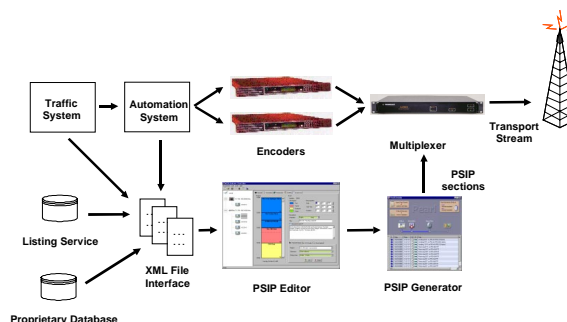 Traffic
System
Automation
System
Encoders
Multiplexer
Transport
Stream
PSIP
sections
Listing Service
XML File
Interface
PSIP Editor
PSIP Generator
Proprietary Database